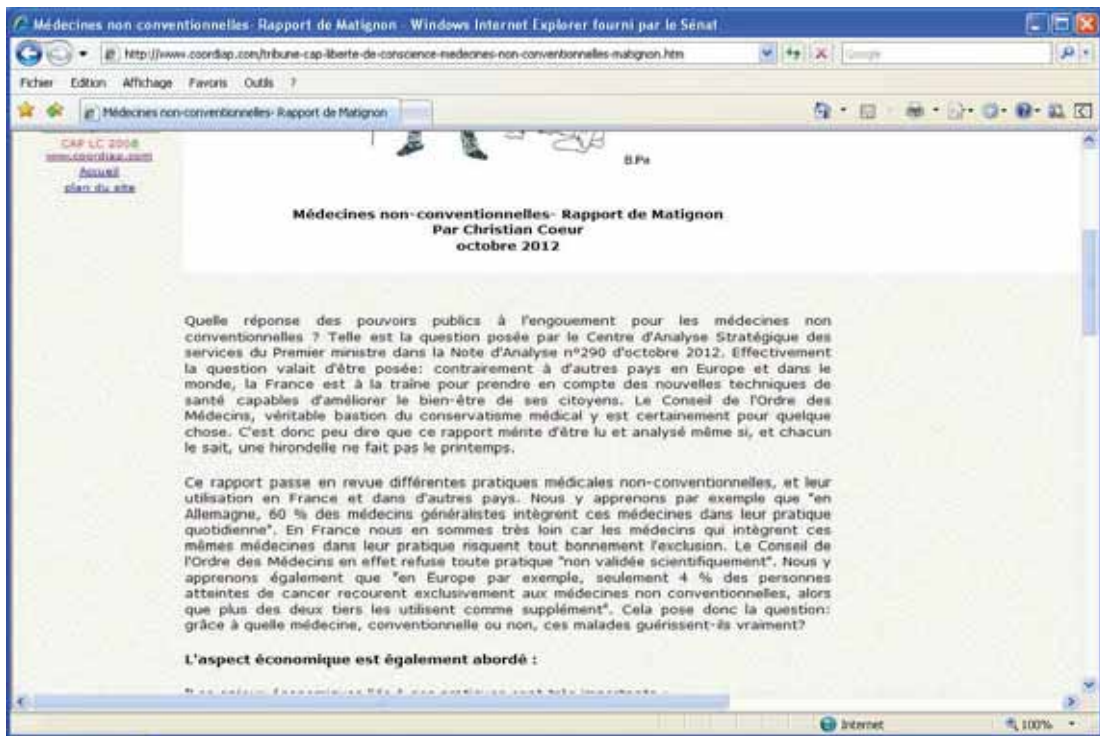 Médecines non conventionnelles- Rapport de Matignon - Windows Internet Explorer fourni par le Sénat
http://www.coordiap.com/tribune-cap-liberte-de-conscience-medecines-non-conventionnelles-matignon.htm
Google
Fichier Edition Affichage Favoris Outils ?
Médecines non-conventionnelles- Rapport de Matignon
CAP LC 2008
www.coordiap.com
Accueil
plan du site
B.Pa
Médecines non-conventionnelles- Rapport de Matignon
Par Christian Coeur
octobre 2012
Quelle réponse des pouvoirs publics à l'engouement pour les médecines non
conventionnelles ? Telle est la question posée par le Centre d'Analyse Stratégique des
services du Premier ministre dans la Note d'Analyse n°290 d'octobre 2012. Effectivement
la question valait d'être posée: contrairement à d'autres pays en Europe et dans le
monde, la France est à la traîne pour prendre en compte des nouvelles techniques de
santé capables d'améliorer le bien-être de ses citoyens. Le Conseil de l'Ordre des
Médecins, véritable bastion du conservatisme médical y est certainement pour quelque
chose. C'est donc peu dire que ce rapport mérite d'être lu et analysé même si, et chacun
le sait, une hirondelle ne fait pas le printemps.
Ce rapport passe en revue différentes pratiques médicales non-conventionnelles, et leur
utilisation en France et dans d'autres pays. Nous y apprenons par exemple que "en
Allemagne, 60 % des médecins généralistes intègrent ces médecines dans leur pratique
quotidienne". En France nous en sommes très loin car les médecins qui intègrent ces
mêmes médecines dans leur pratique risquent tout bonnement l'exclusion. Le Conseil de
l'Ordre des Médecins en effet refuse toute pratique "non validée scientifiquement". Nous y
apprenons également que "en Europe par exemple, seulement 4 % des personnes
atteintes de cancer recourent exclusivement aux médecines non conventionnelles, alors
que plus des deux tiers les utilisent comme supplément". Cela pose donc la question:
grâce à quelle médecine, conventionnelle ou non, ces malades guérissent-ils vraiment?
L'aspect économique est également abordé :
Internet
100%